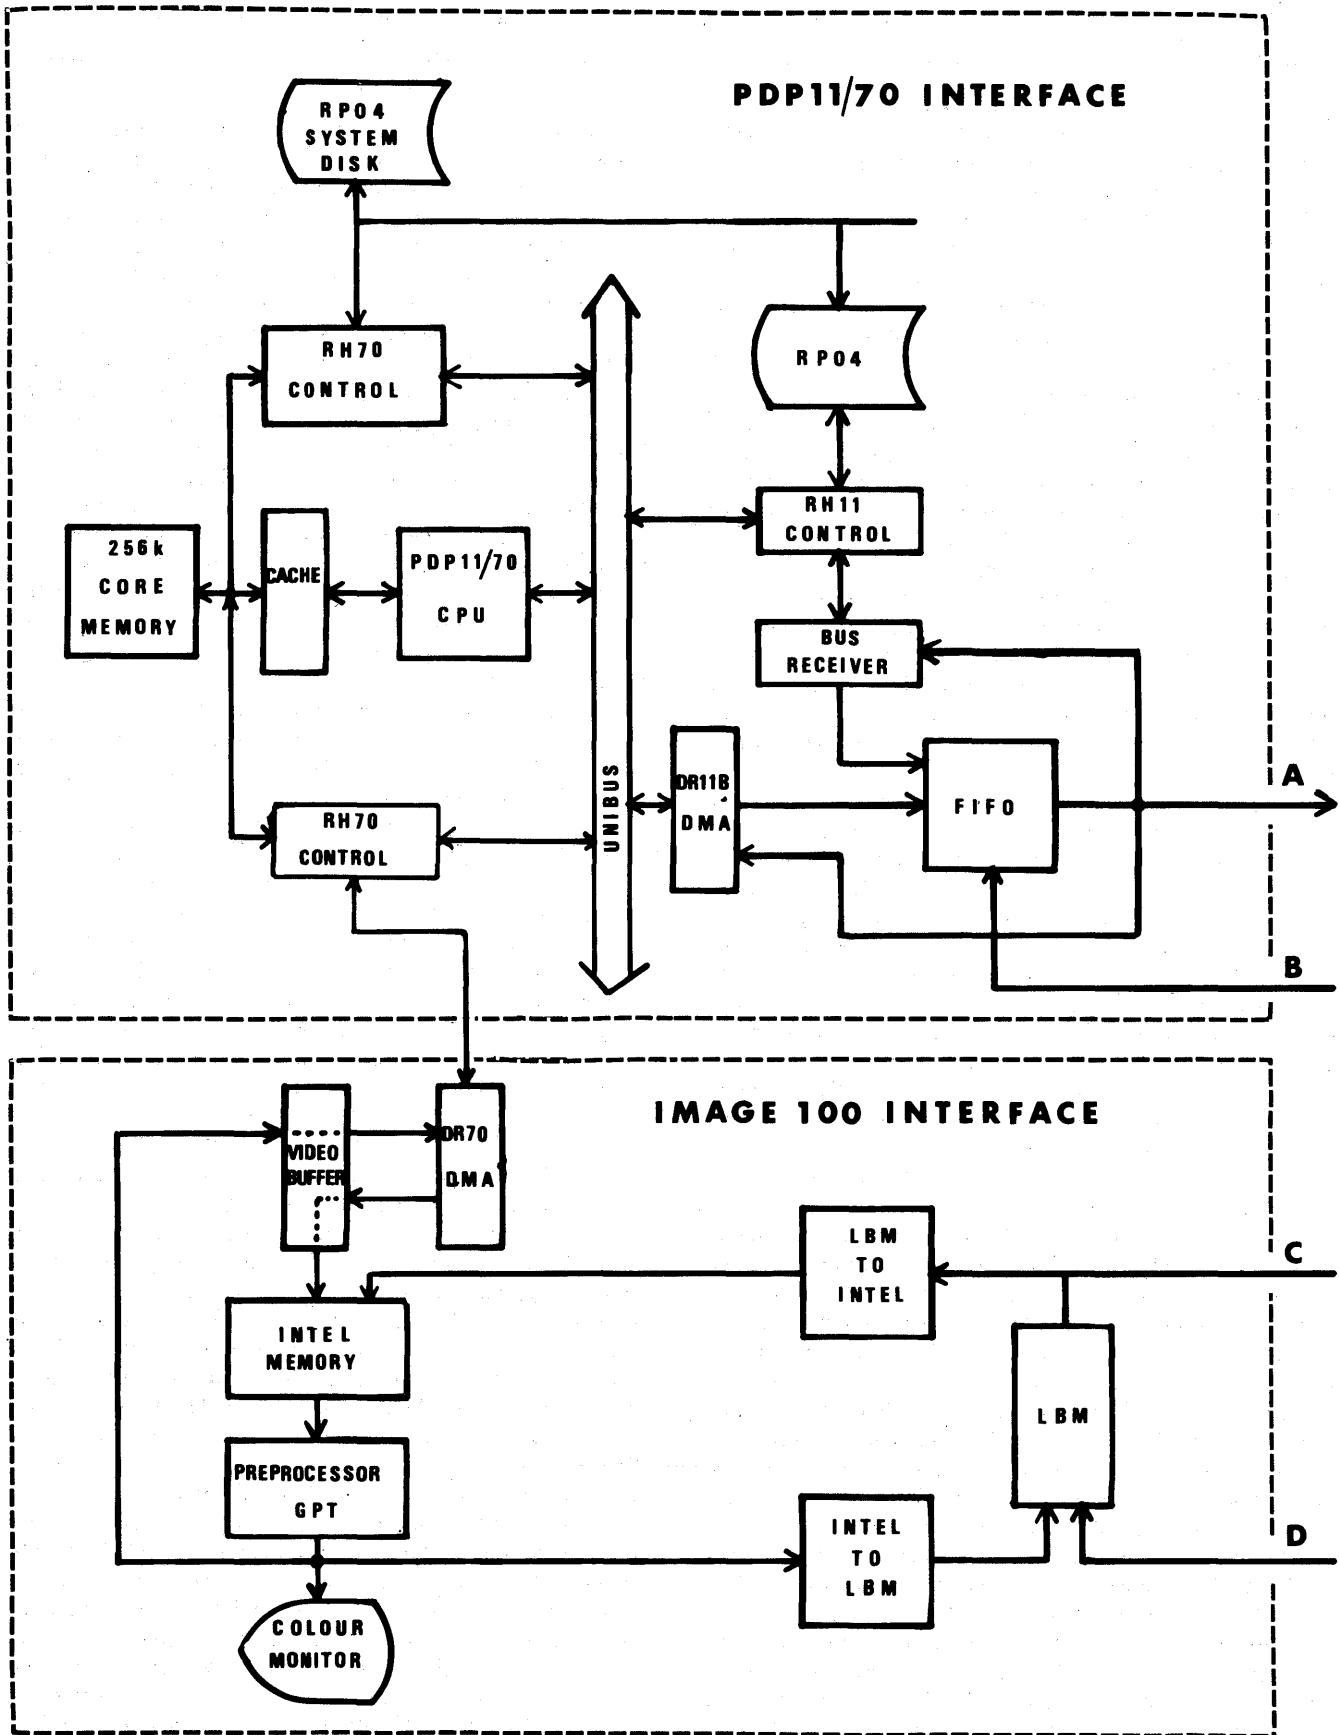 PDP11/70 INTERFACE
RP04
SYSTEM
DISK
RH70
CONTROL
RP04
RH11
CONTROL
256k
CORE
MEMORY
CACHE
PDP11/70
CPU
BUS
RECEIVER
UNIBUS
DR11B
DMA
FIFO
A
RH70
CONTROL
B
IMAGE 100 INTERFACE
VIDEO
BUFFER
DR70
DMA
LBM
TO
INTEL
C
INTEL
MEMORY
LBM
PREPROCESSOR
GPT
INTEL
TO
LBM
D
COLOUR
MONITOR